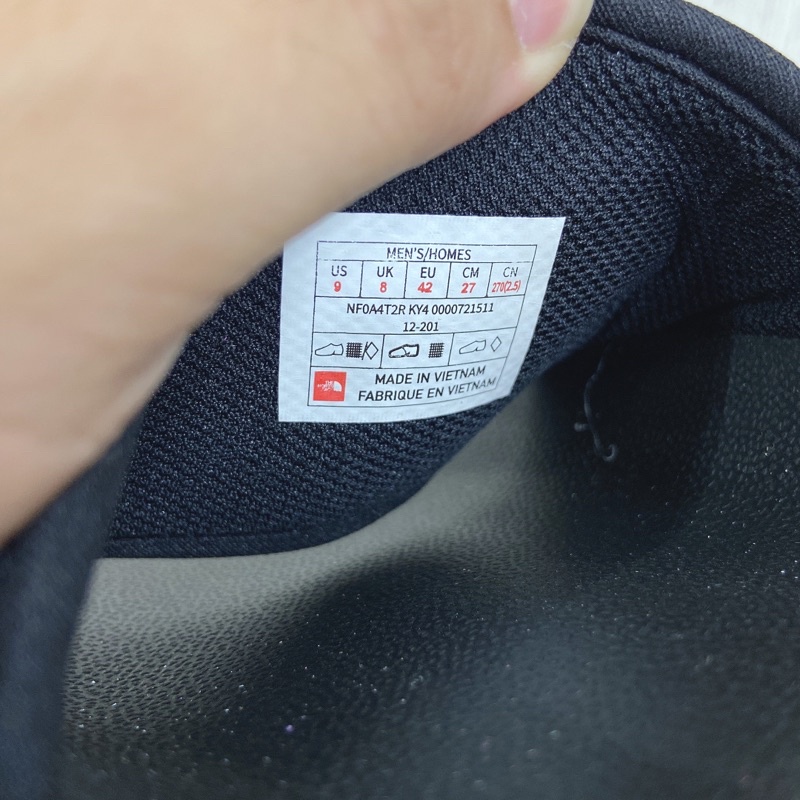 MEN'S/HOMES
US UK EU CM CN
9 8 42 27 270(2.5)
NF0A4T2R KY4 0000721511
12-201
MADE IN VIETNAM
FABRIQUE EN VIETNAM